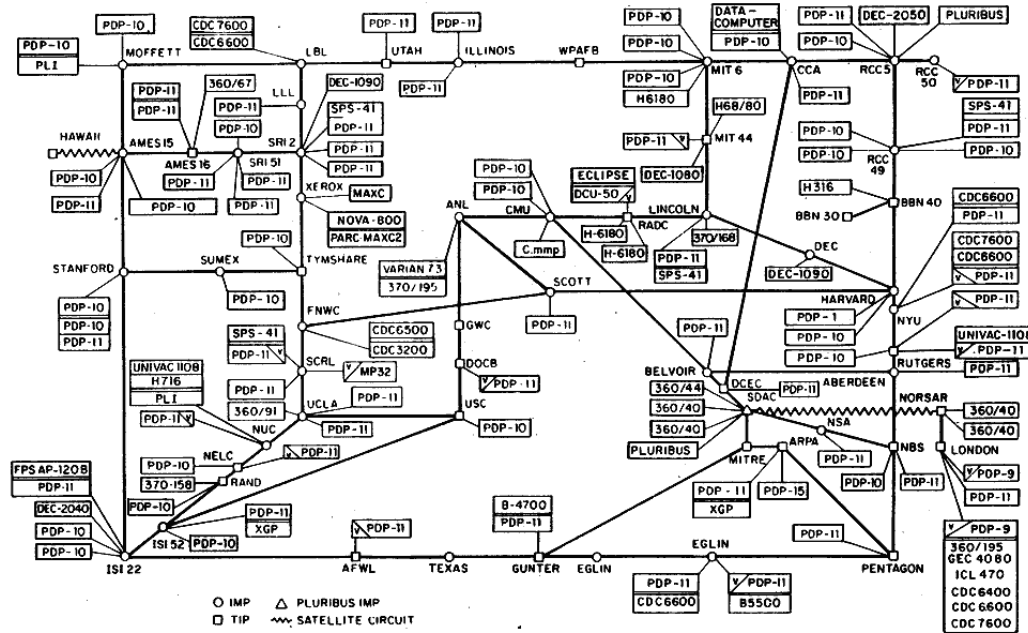 PDP-10
CDC7600
CDC6600
PDP-11
PDP-11
PDP-10
PDP-10
DATA-
COMPUTER
PDP-10
PDP-11
PDP-10
DEC-2050
PLURIBUS
PDP-10
PLI
MOFFETT
LBL
UTAH
ILLINOIS
WPAFB
MIT 6
CCA
RCC5
RCC
50
PDP-11
PDP-10
H6180
PDP-11
PDP-11
PDP-11
PDP-11
360/67
LLL
PDP-11
DEC-1090
SPS-41
PDP-11
PDP-11
PDP-11
PDP-10
H68/80
MIT 44
PDP-11
DEC-1080
SPS-41
PDP-11
PDP-10
PDP-10
PDP-10
RCC
49
HAWAII
AMES15
AMES16
SRI 51
SRI 2
PDP-10
PDP-11
PDP-10
PDP-11
PDP-11
XEROX
MAXC
NOVA-800
PARC-MAXC2
PDP-10
PDP-10
ECLIPSE
DCU-50
H316
BBN 40
BBN 30
ANL
CMU
C.mmp
RADC
H-6180
H-6180
LINCOLN
370/168
PDP-11
SPS-41
DEC
DEC-1090
CDC6600
PDP-11
CDC7600
CDC6600
PDP-11
PDP-11
PDP-10
STANFORD
SUMEX
TYMSHARE
VARIAN 73
370/195
SCOTT
HARVARD
NYU
PDP-10
PDP-10
PDP-11
PDP-10
FNWC
CDC6500
CDC3200
PDP-11
PDP-1
PDP-10
PDP-10
SPS-41
PDP-11
SCRL
MP32
GWC
DOCB
PDP-11
PDP-11
UNIVAC-1108
PDP-11
RUTGERS
PDP-11
UNIVAC 1108
H716
PLI
PDP-11
PDP-11
360/91
UCLA
PDP-11
PDP-11
USC
PDP-10
BELVOIR
DCEC
PDP-11
ABERDEEN
360/44
360/40
360/40
PLURIBUS
SDAC
NORSAR
360/40
360/40
NUC
NELC
PDP-10
PDP-11
RAND
370-158
PDP-10
NSA
PDP-11
NBS
PDP-10
PDP-11
LONDON
PDP-9
PDP-11
MITRE
ARPA
PDP-11
XGP
PDP-15
FPS AP-120B
PDP-11
DEC-2040
PDP-10
PDP-10
PDP-11
XGP
PDP-10
ISI 52
ISI 22
PDP-11
AFWL
TEXAS
B-4700
PDP-11
GUNTER
EGLIN
EGLIN
PDP-11
CDC6600
PDP-11
B5500
PDP-11
PENTAGON
PDP-9
360/195
GEC 4080
ICL 470
CDC6400
CDC6600
CDC7600
IMP
PLURIBUS IMP
TIP
SATELLITE CIRCUIT